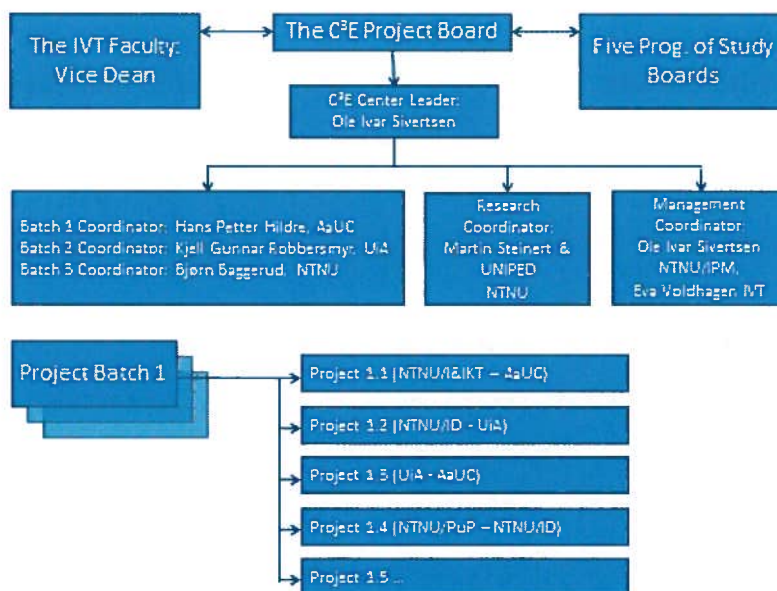 The IVT Faculty:
Vice Dean
The C³E Project Board
Five Prog. of Study
Boards
C³E Center Leader:
Ole Ivar Sivertsen
Batch 1 Coordinator: Hans Petter Hildre, AaUC
Batch 2 Coordinator: Kjell Gunnar Robbersmyr, UiA
Batch 3 Coordinator: Bjørn Baggerud, NTNU
Research
Coordinator:
Martin Steinert &
UNIPED
NTNU
Management
Coordinator:
Ole Ivar Sivertsen
NTNU/IPM,
Eva Voldhagen IVT
Project Batch 1
Project 1.1 (NTNU/I&IKT – AaUC)
Project 1.2 (NTNU/ID - UiA)
Project 1.3 (UiA - AaUC)
Project 1.4 (NTNU/PuP – NTNU/ID)
Project 1.5 ...